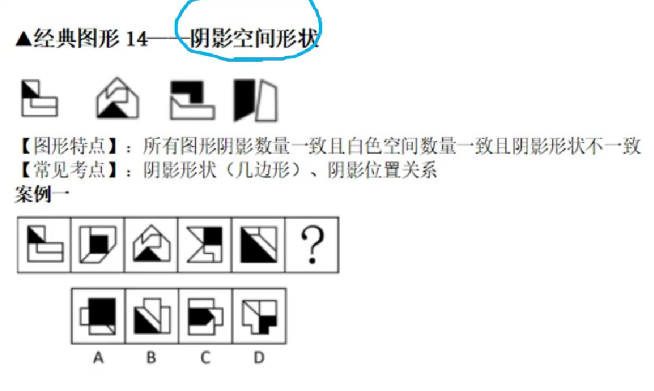 ▲经典图形 14——阴影空间形状
【图形特点】：所有图形阴影数量一致且白色空间数量一致且阴影形状不一致
【常见考点】：阴影形状（几边形）、阴影位置关系
案例一
?
A B C D